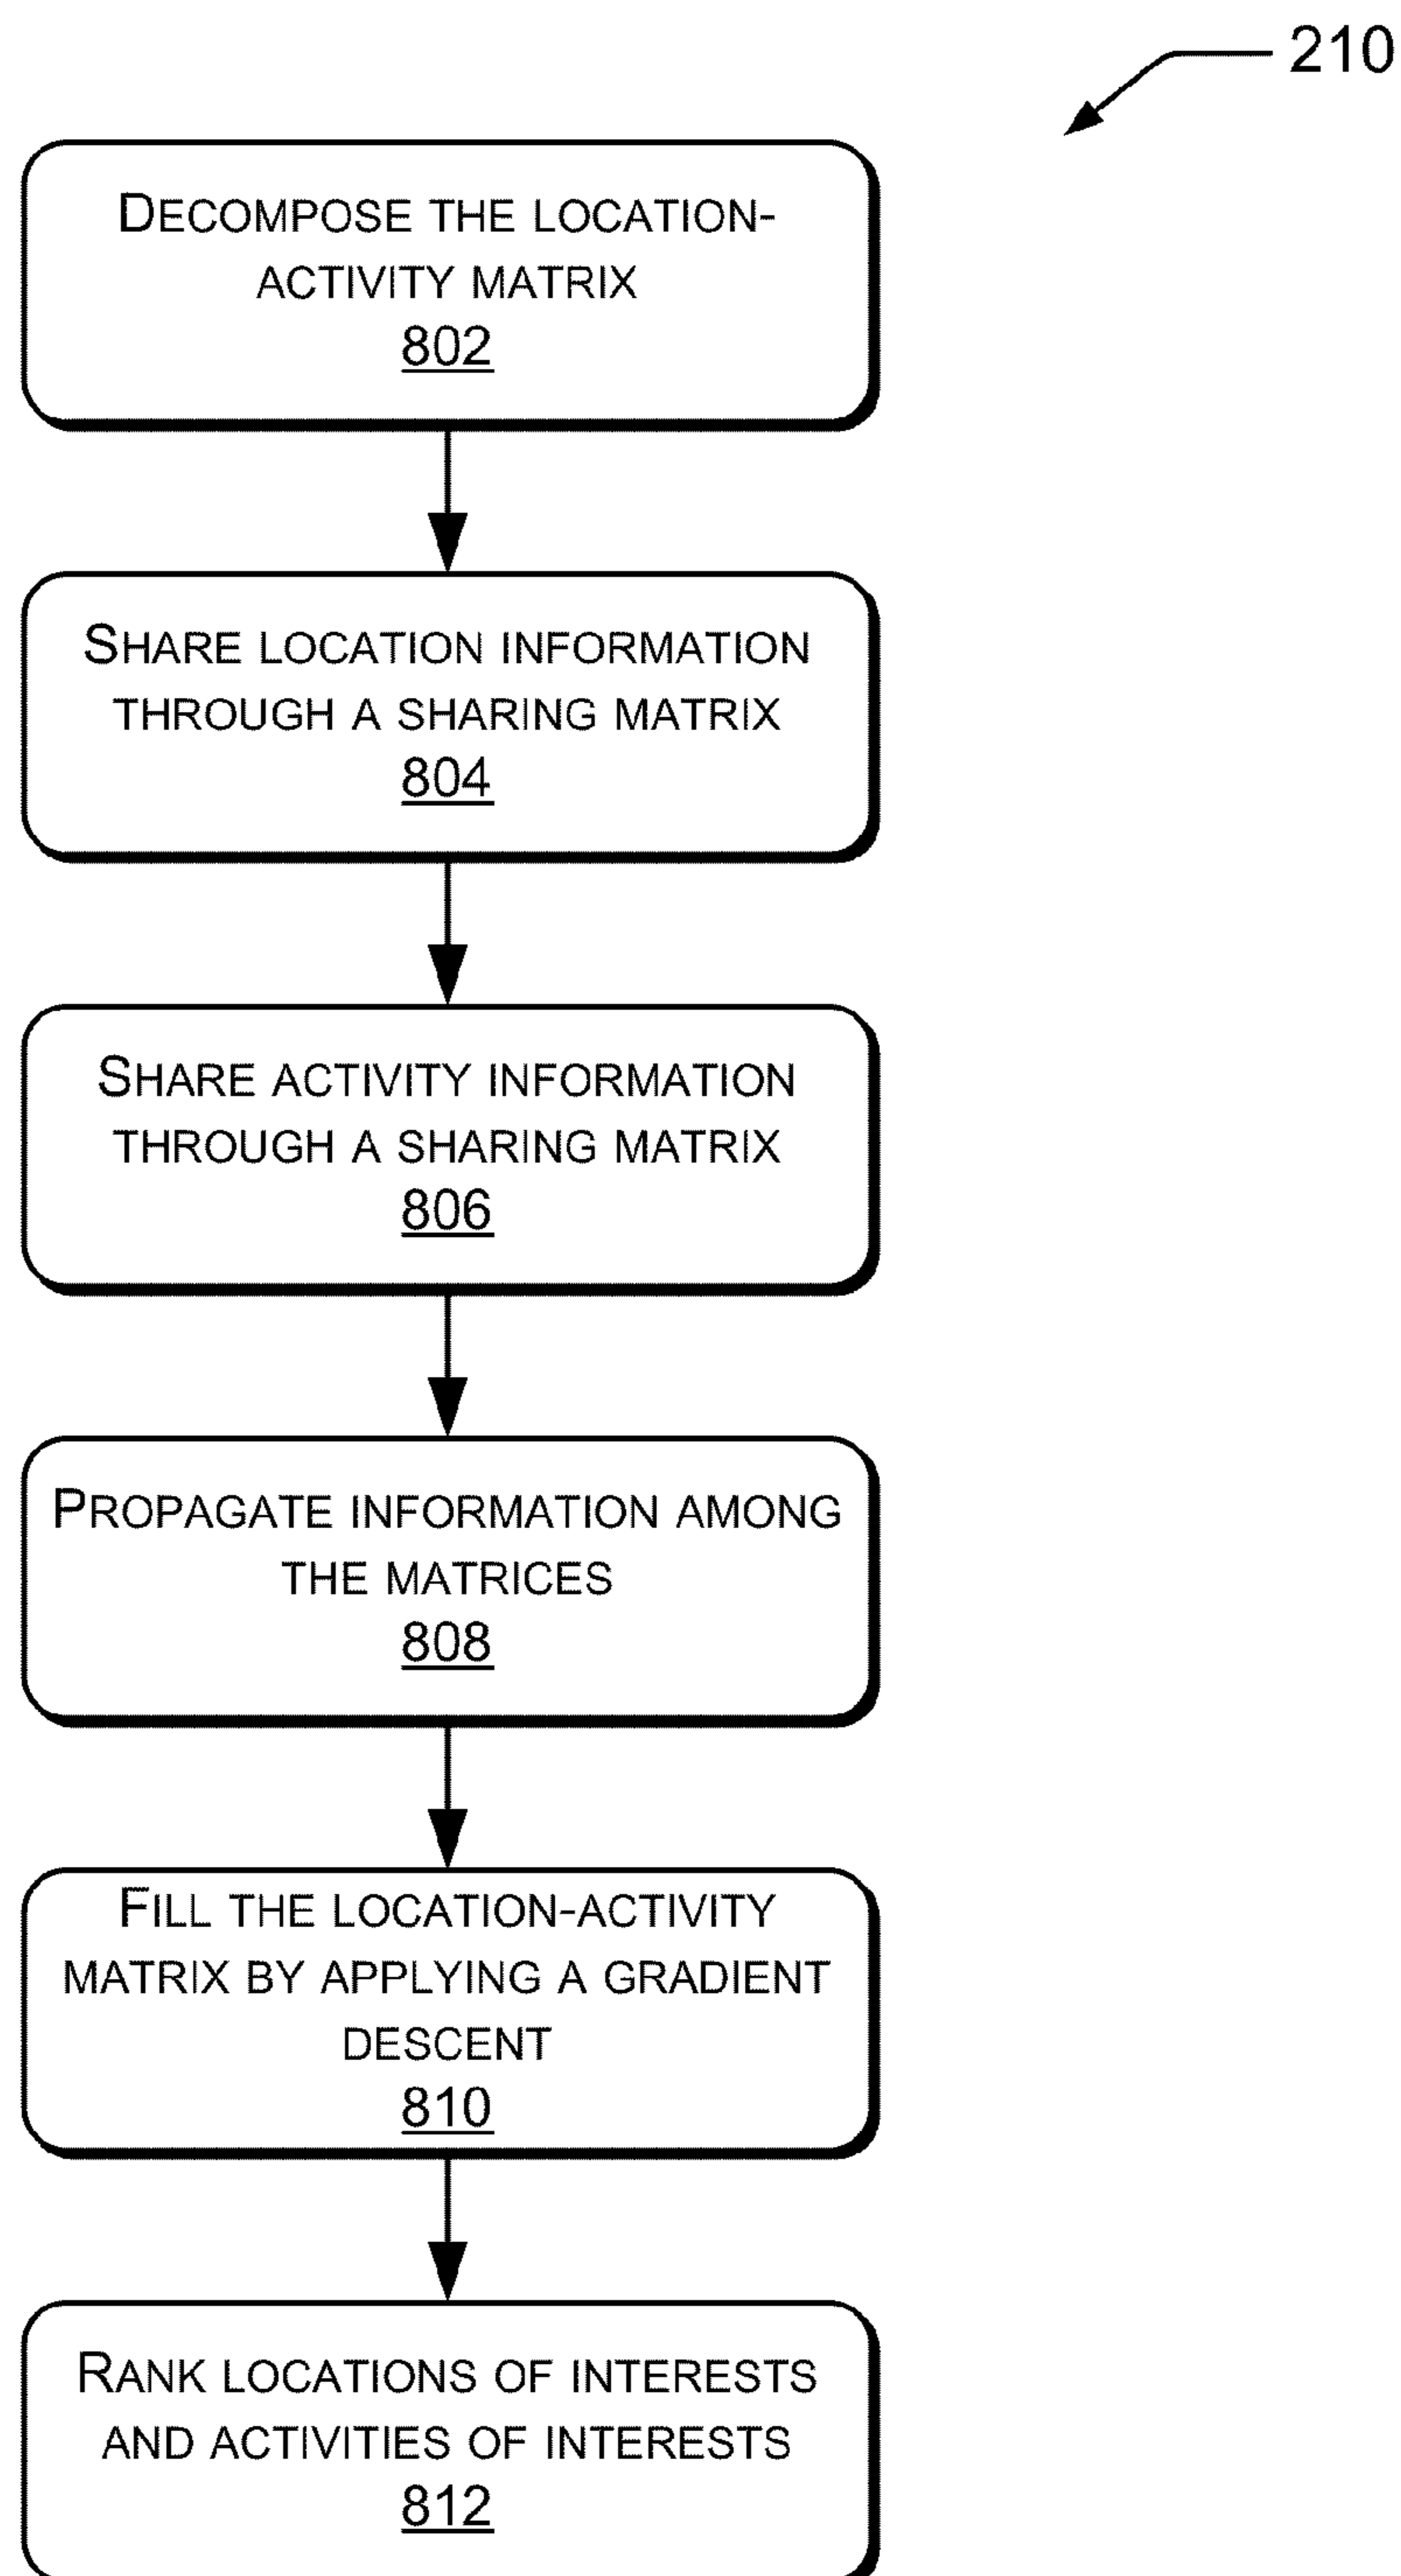 210
DECOMPOSE THE LOCATION-
ACTIVITY MATRIX
802
SHARE LOCATION INFORMATION
THROUGH A SHARING MATRIX
804
SHARE ACTIVITY INFORMATION
THROUGH A SHARING MATRIX
806
PROPAGATE INFORMATION AMONG
THE MATRICES
808
FILL THE LOCATION-ACTIVITY
MATRIX BY APPLYING A GRADIENT
DESCENT
810
RANK LOCATIONS OF INTERESTS
AND ACTIVITIES OF INTERESTS
812